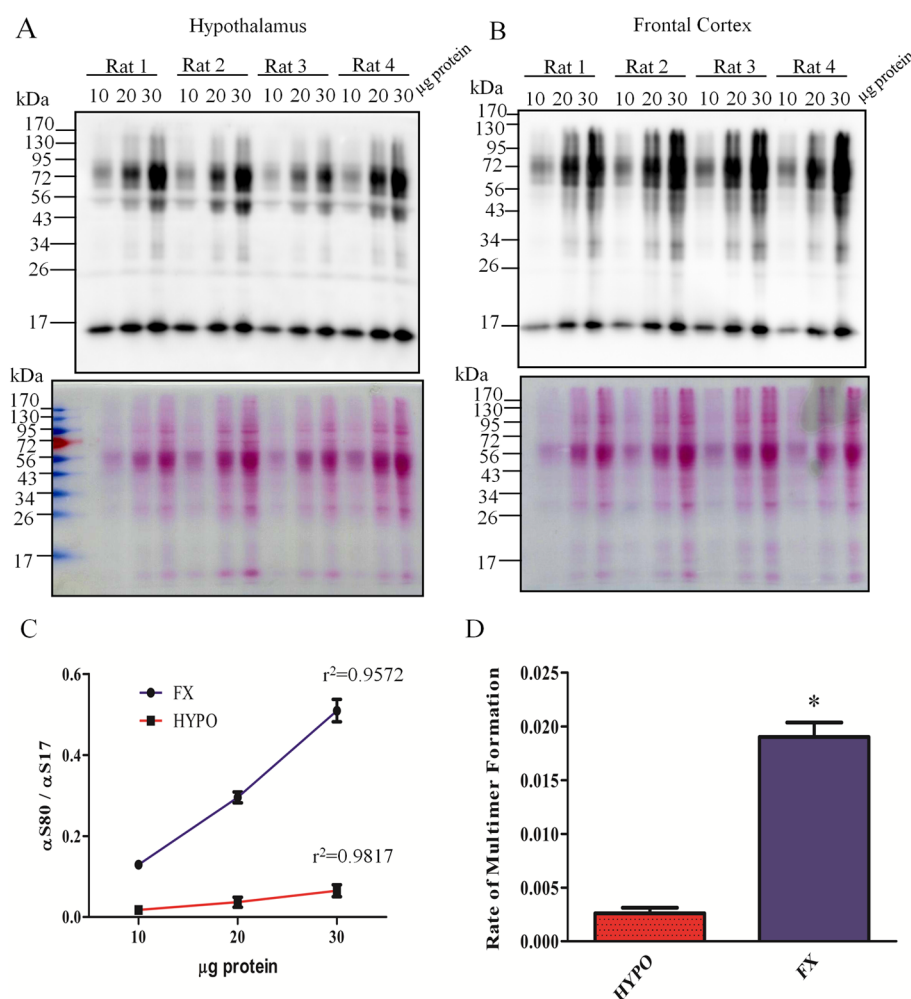 A Hypothalamus
Rat 1 Rat 2 Rat 3 Rat 4
kDa 10 20 30 10 20 30 10 20 30 10 20 30 µg protein
170
130
95
72
56
43
34
26
17
kDa
170
130
95
72
56
43
34
26
17
B Frontal Cortex
Rat 1 Rat 2 Rat 3 Rat 4
kDa 10 20 30 10 20 30 10 20 30 10 20 30 µg protein
170
130
95
72
56
43
34
26
17
kDa
170
130
95
72
56
43
34
26
17
C
αS80 / αS17
0.6
0.4
0.2
0.0
FX
HYPO
r²=0.9572
r²=0.9817
10 20 30
µg protein
D
Rate of Multimer Formation
0.025
0.020
0.015
0.010
0.005
0.000
*
HYPO FX